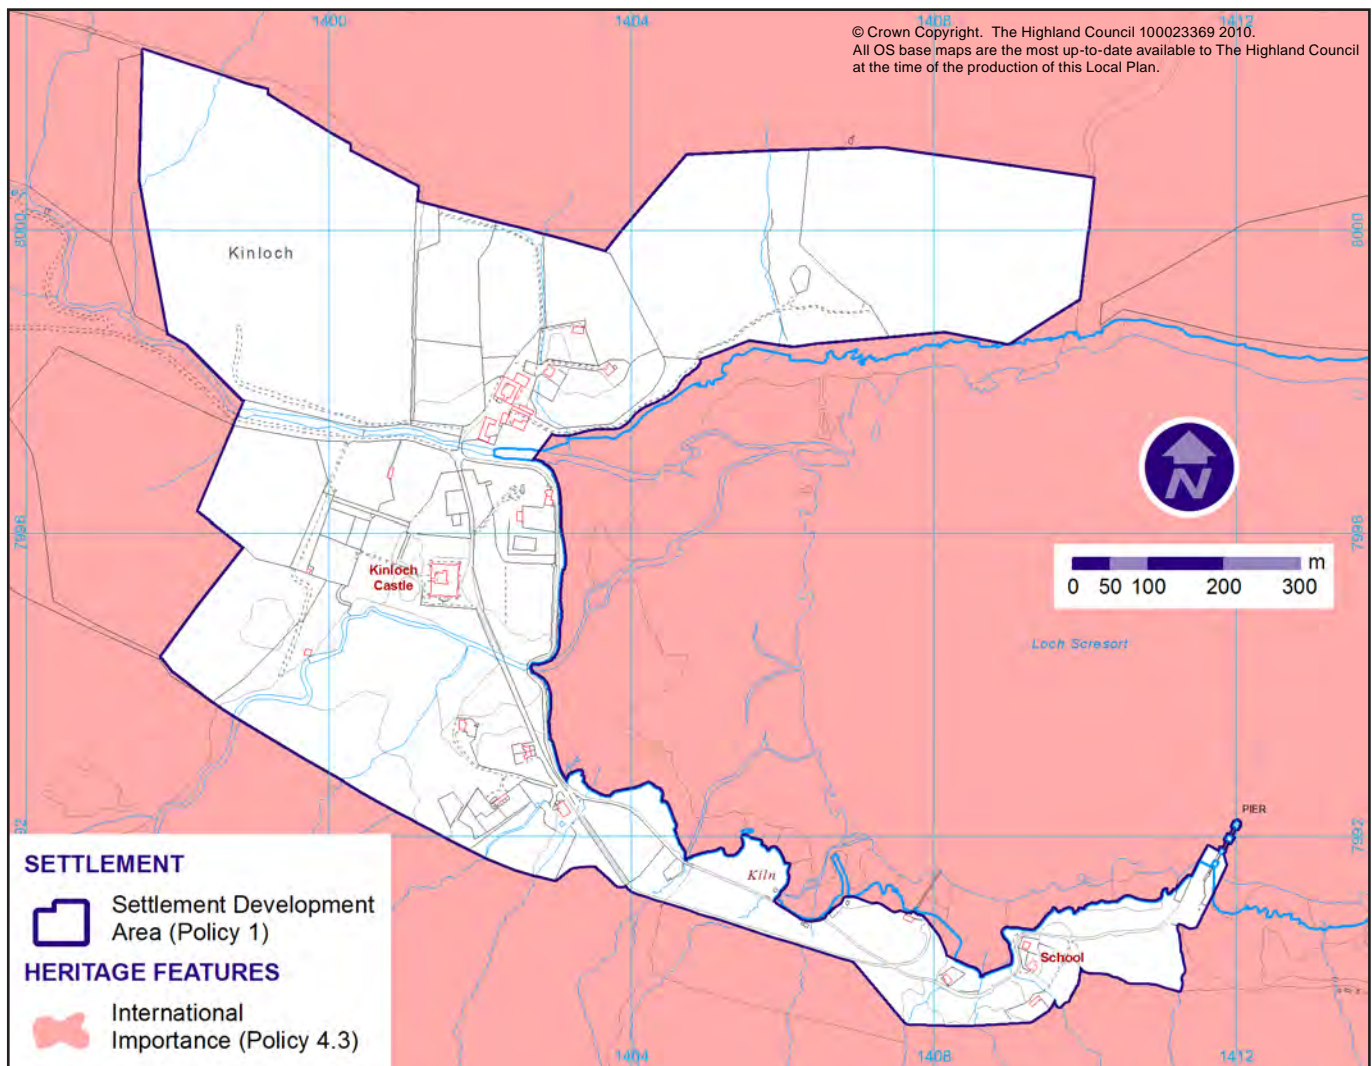 1400
1404
1408
1412
© Crown Copyright. The Highland Council 100023369 2010.
All OS base maps are the most up-to-date available to The Highland Council
at the time of the production of this Local Plan.
8000
Kinloch
8000
7996
7996
N
Kinloch
Castle
m
0 50 100 200 300
Loch Scresort
PIER
7992
Kiln
School
SETTLEMENT
Settlement Development
Area (Policy 1)
HERITAGE FEATURES
International
Importance (Policy 4.3)
1404
1408
1412